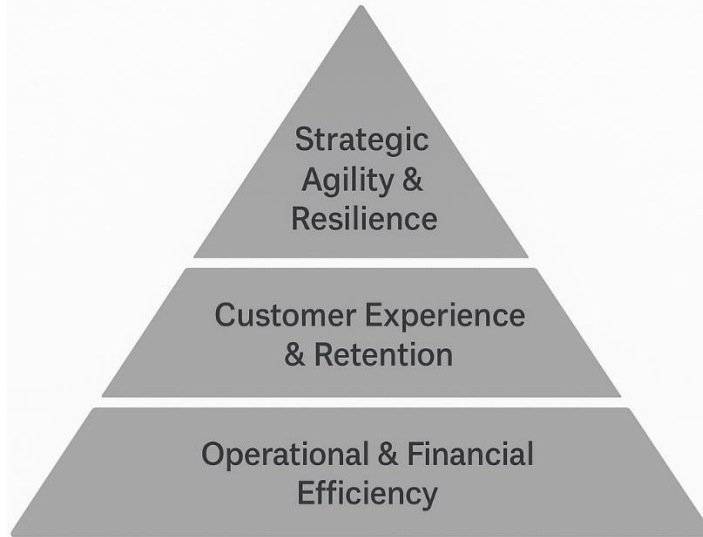 Strategic
Agility &
Resilience
Customer Experience
& Retention
Operational & Financial
Efficiency